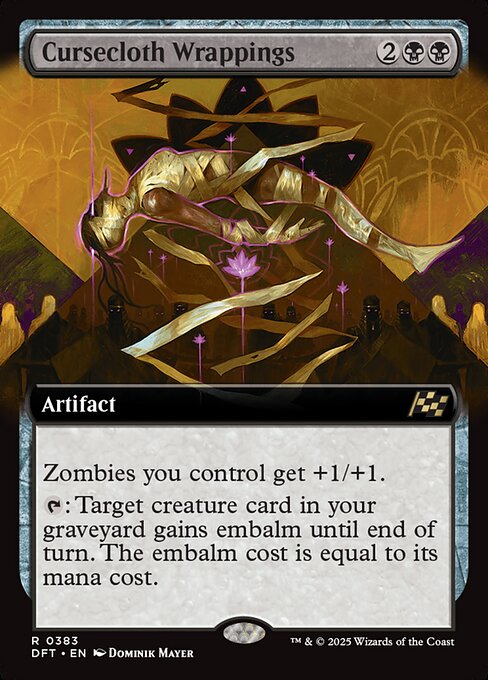 Cursecloth Wrappings 2
Artifact
Zombies you control get +1/+1.
: Target creature card in your
graveyard gains embalm until end of
turn. The embalm cost is equal to its
mana cost.
R 0383
DFT • EN DOMINIK MAYER
™ & © 2025 Wizards of the Coast